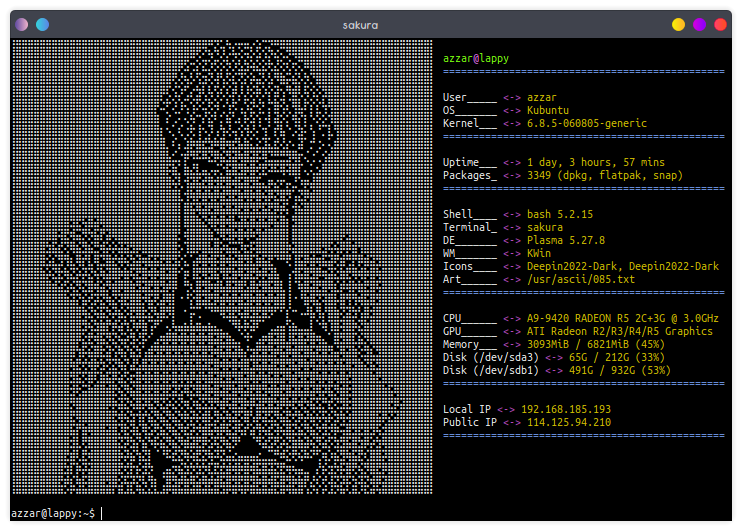 sakura
azzar@lappy
===============================================
User_____ <-> azzar
OS_______ <-> Kubuntu
Kernel___ <-> 6.8.5-060805-generic
===============================================
Uptime___ <-> 1 day, 3 hours, 57 mins
Packages_ <-> 3349 (dpkg, flatpak, snap)
===============================================
Shell____ <-> bash 5.2.15
Terminal_ <-> sakura
DE_______ <-> Plasma 5.27.8
WM_______ <-> KWin
Icons____ <-> Deepin2022-Dark, Deepin2022-Dark
Art______ <-> /usr/ascii/085.txt
===============================================
CPU______ <-> A9-9420 RADEON R5 2C+3G @ 3.0GHz
GPU______ <-> ATI Radeon R2/R3/R4/R5 Graphics
Memory___ <-> 3093MiB / 6821MiB (45%)
Disk (/dev/sda3) <-> 65G / 212G (33%)
Disk (/dev/sdb1) <-> 491G / 932G (53%)
===============================================
Local IP <-> 192.168.185.193
Public IP <-> 114.125.94.210
===============================================
azzar@lappy:~$